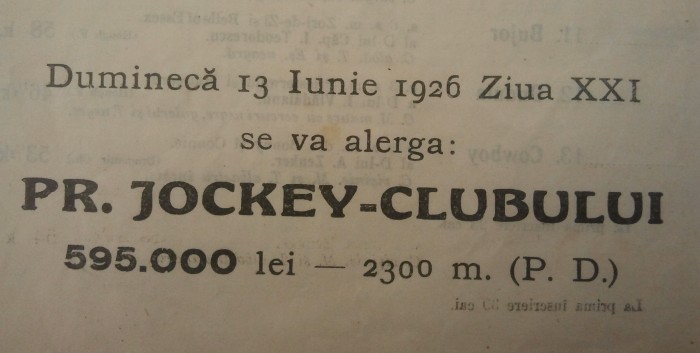 Duminecă 13 Iunie 1926 Ziua XXI
se va alerga:
PR. JOCKEY-CLUBULUI
595.000 lei — 2300 m. (P. D.)